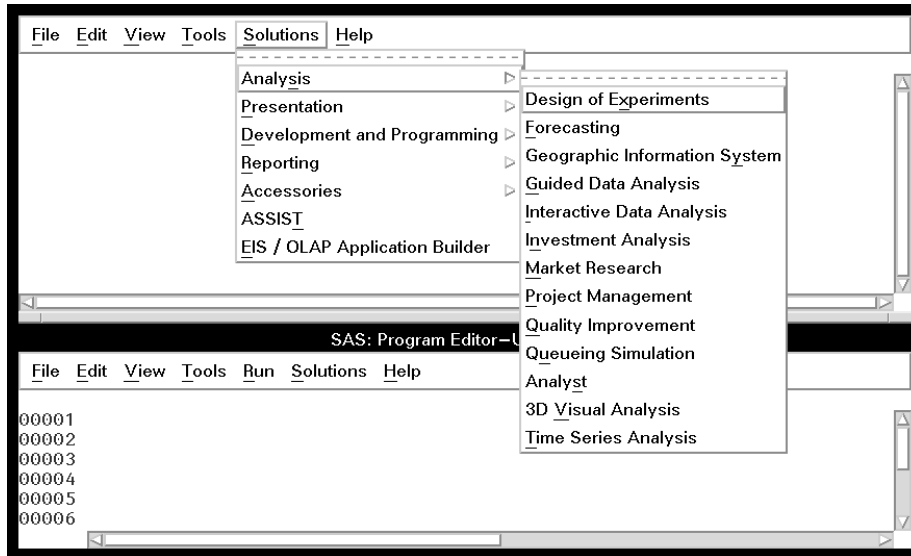 File Edit View Tools Solutions Help
Analysis
Presentation
Development and Programming
Reporting
Accessories
ASSIST
EIS / OLAP Application Builder
Design of Experiments
Forecasting
Geographic Information System
Guided Data Analysis
Interactive Data Analysis
Investment Analysis
Market Research
Project Management
Quality Improvement
Queueing Simulation
Analyst
3D Visual Analysis
Time Series Analysis
SAS: Program Editor–
File Edit View Tools Run Solutions Help
00001
00002
00003
00004
00005
00006